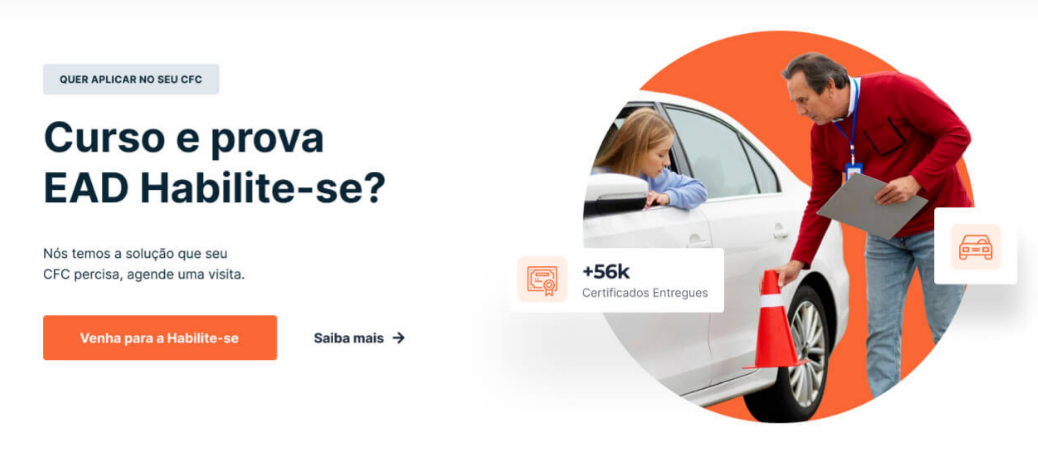 QUER APLICAR NO SEU CFC
Curso e prova
EAD Habilite-se?
Nós temos a solução que seu
CFC percisa, agende uma visita.
Venha para a Habilite-se
Saiba mais →
+56k
Certificados Entregues